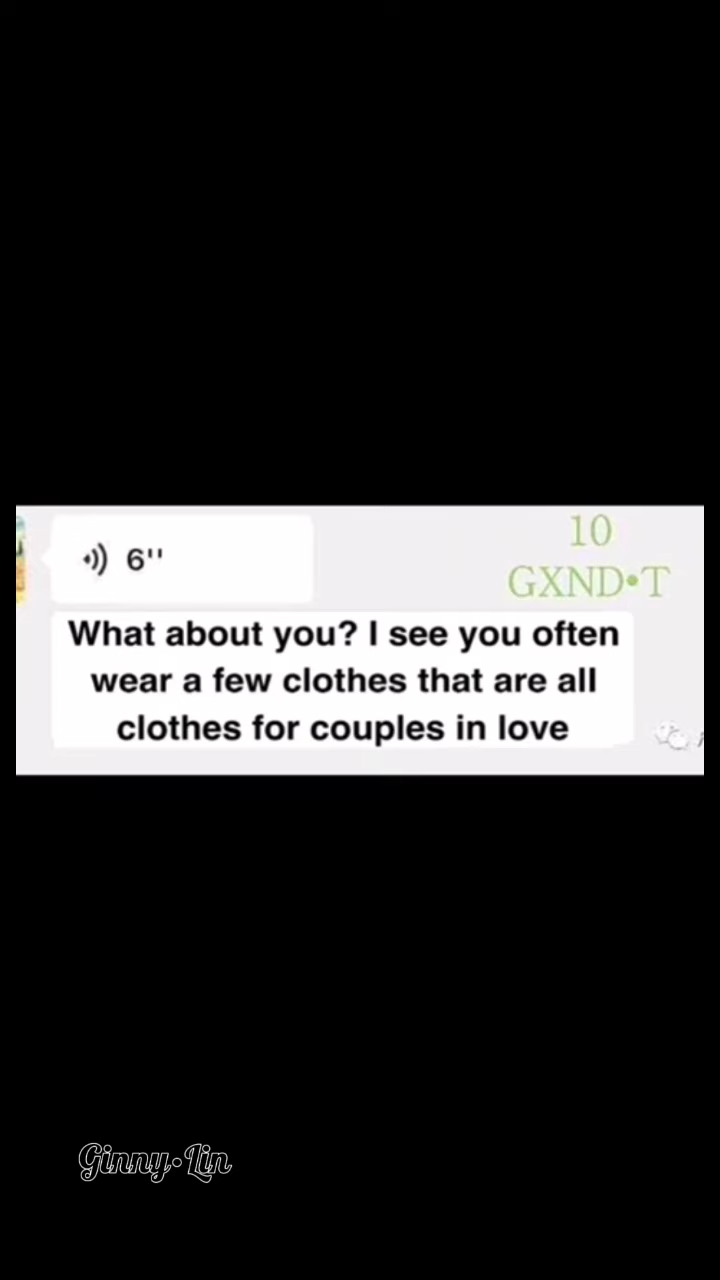 6''
10
GXND•T
What about you? I see you often
wear a few clothes that are all
clothes for couples in love
Ginny•Lin